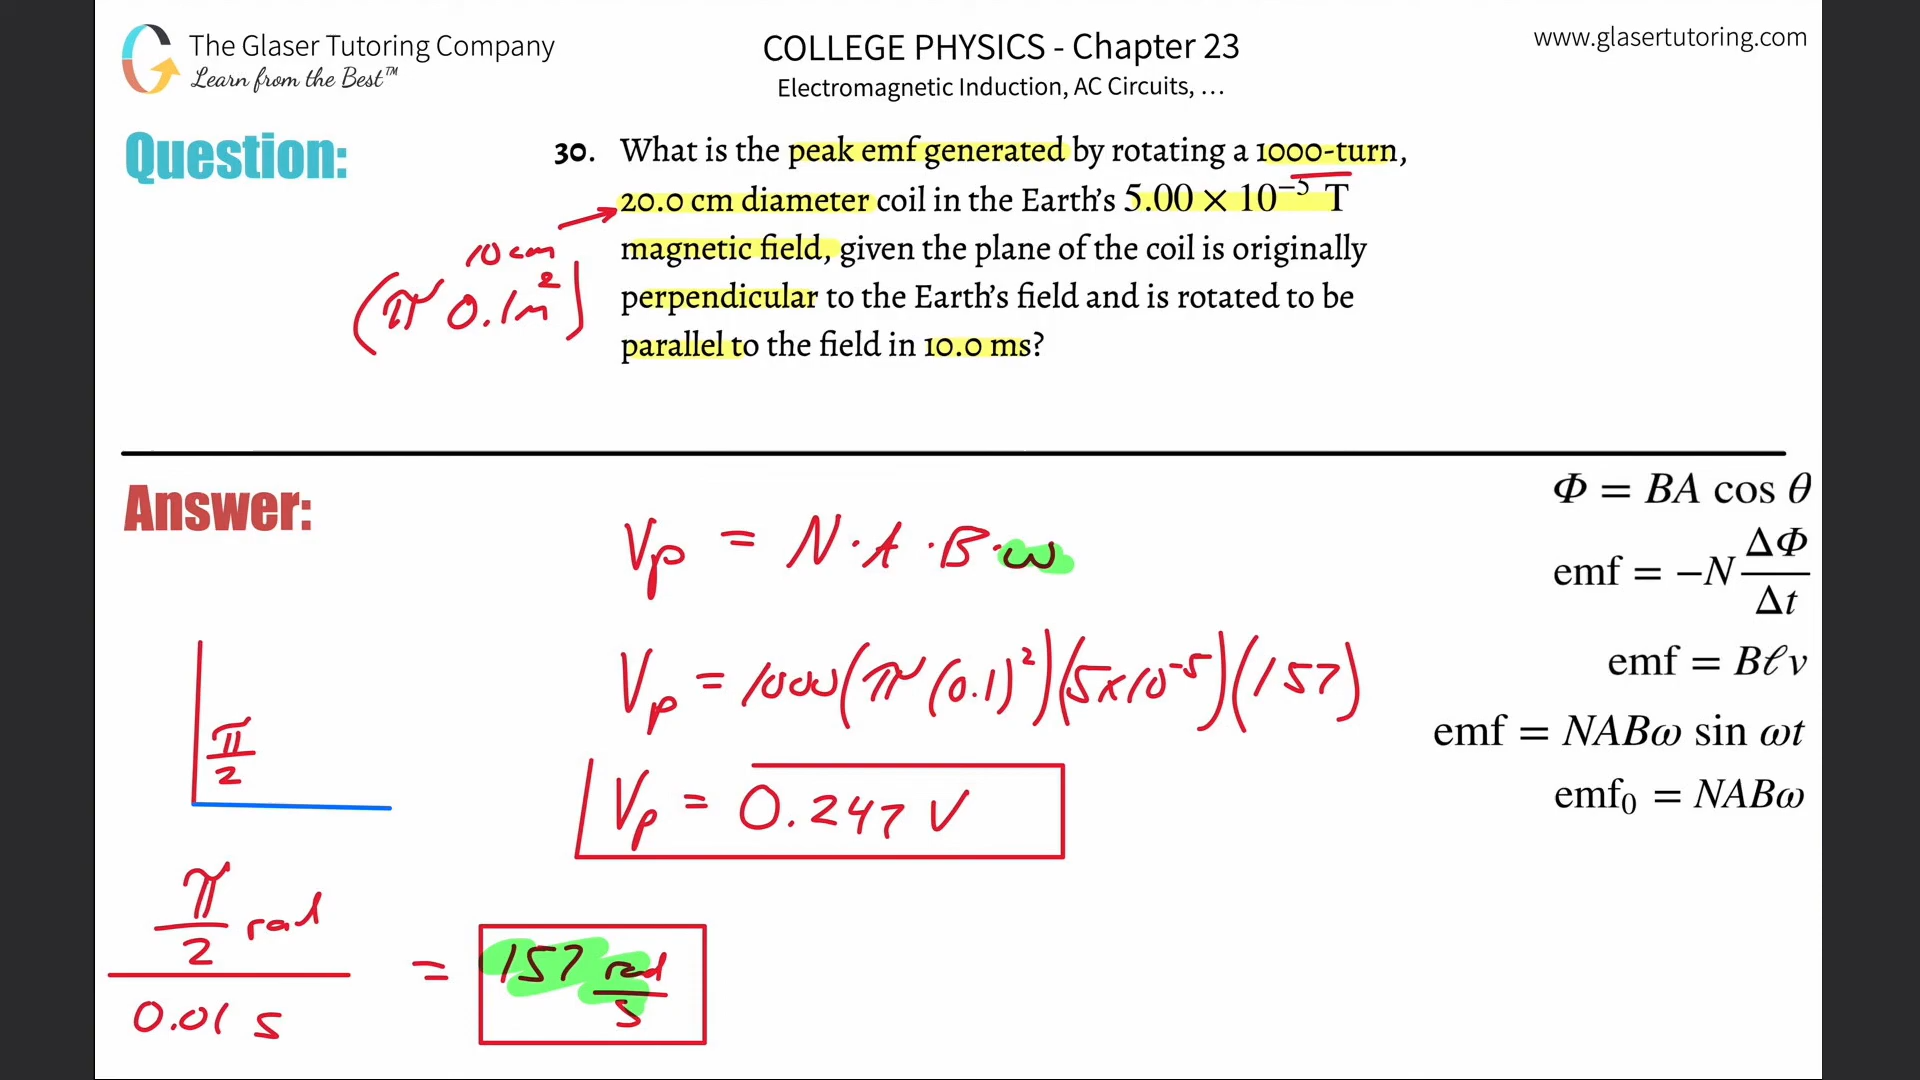 The Glaser Tutoring Company
Learn from the Best™
COLLEGE PHYSICS - Chapter 23
Electromagnetic Induction, AC Circuits, …
www.glasertutoring.com
Question:
30. What is the peak emf generated by rotating a 1000-turn,
20.0 cm diameter coil in the Earth's 5.00 × 10⁻⁵ T
magnetic field, given the plane of the coil is originally
perpendicular to the Earth's field and is rotated to be
parallel to the field in 10.0 ms?
10 cm
(π 0.1m²)
Answer:
Vp = N·A·B·ω
Vp = 1000(π(0.1)²)(5×10⁻⁵)(157)
Vp = 0.247 V
π/2
π/2 rad
0.01 s
= 157 rad/s
Φ = BA cos θ
emf = −N ΔΦ/Δt
emf = Bℓv
emf = NABω sin ωt
emf₀ = NABω